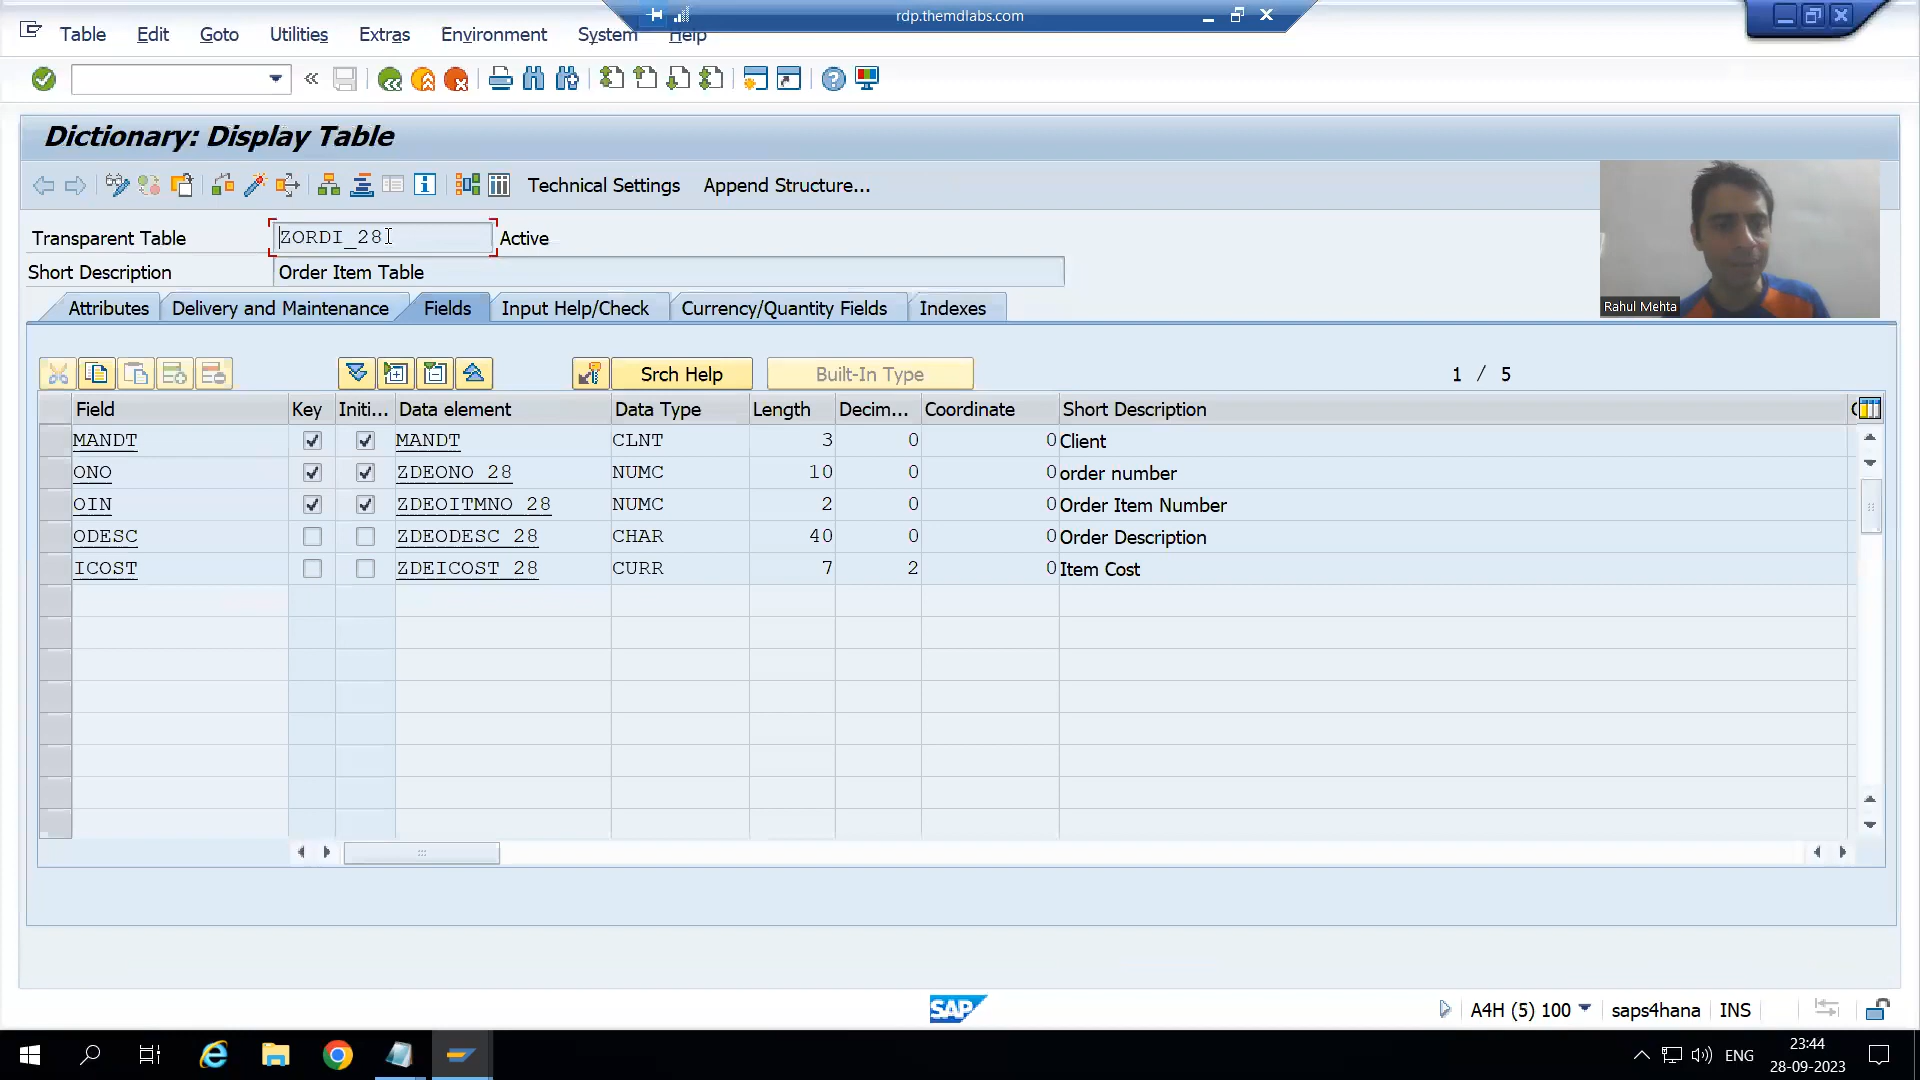 rdp.themdlabs.com
Table Edit Goto Utilities Extras Environment System Help
Dictionary: Display Table
Technical Settings Append Structure...
Transparent Table ZORDI_28 Active
Short Description Order Item Table
Rahul Mehta
Attributes Delivery and Maintenance Fields Input Help/Check Currency/Quantity Fields Indexes
Srch Help Built-In Type 1 / 5
Field Key Initi... Data element Data Type Length Decim... Coordinate Short Description
MANDT MANDT CLNT 3 0 0 Client
ONO ZDEONO_28 NUMC 10 0 0 order number
OIN ZDEOITMNO_28 NUMC 2 0 0 Order Item Number
ODESC ZDEODESC_28 CHAR 40 0 0 Order Description
ICOST ZDEICOST_28 CURR 7 2 0 Item Cost
SAP A4H (5) 100 saps4hana INS
ENG 23:44
28-09-2023